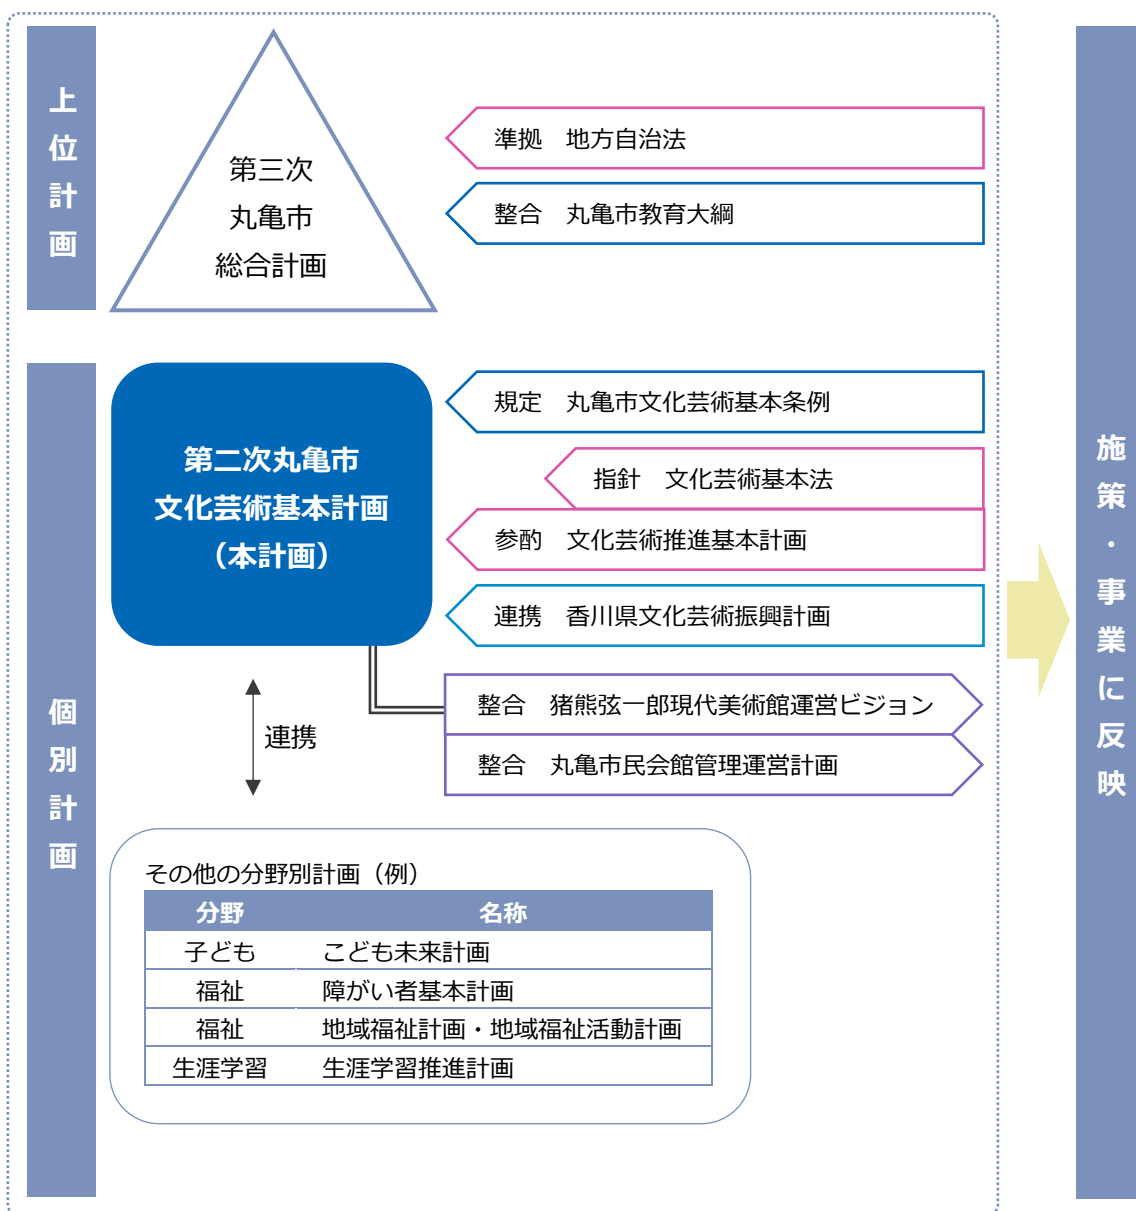 上位計画
第三次
丸亀市
総合計画
準拠　地方自治法
整合　丸亀市教育大綱
個別計画
第二次丸亀市
文化芸術基本計画
（本計画）
規定　丸亀市文化芸術基本条例
指針　文化芸術基本法
参酌　文化芸術推進基本計画
連携　香川県文化芸術振興計画
整合　猪熊弦一郎現代美術館運営ビジョン
整合　丸亀市民会館管理運営計画
連携
その他の分野別計画（例）
分野　名称
子ども　こども未来計画
福祉　障がい者基本計画
福祉　地域福祉計画・地域福祉活動計画
生涯学習　生涯学習推進計画
施策・事業に反映